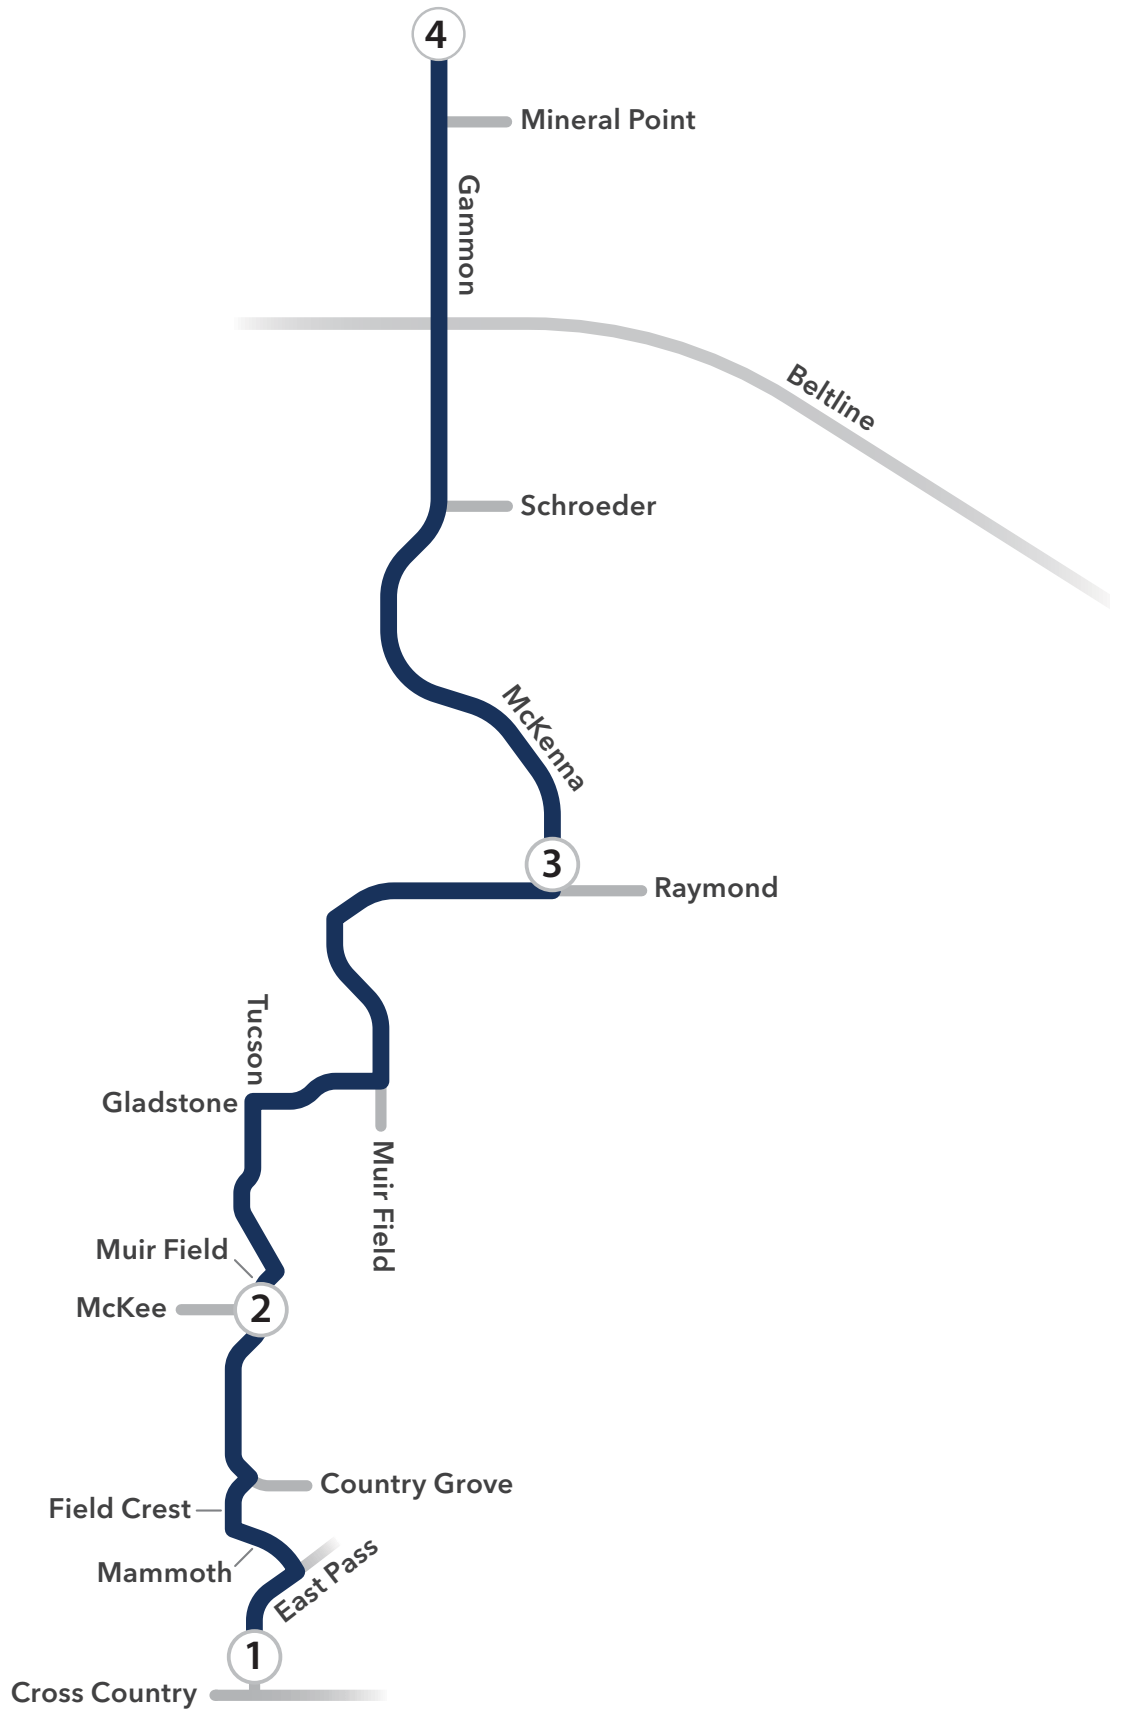 4
Mineral Point
Gammon
Beltline
Schroeder
McKenna
3
Raymond
Tucson
Gladstone
Muir Field
Muir Field
McKee
2
Country Grove
Field Crest
Mammoth
East Pass
1
Cross Country